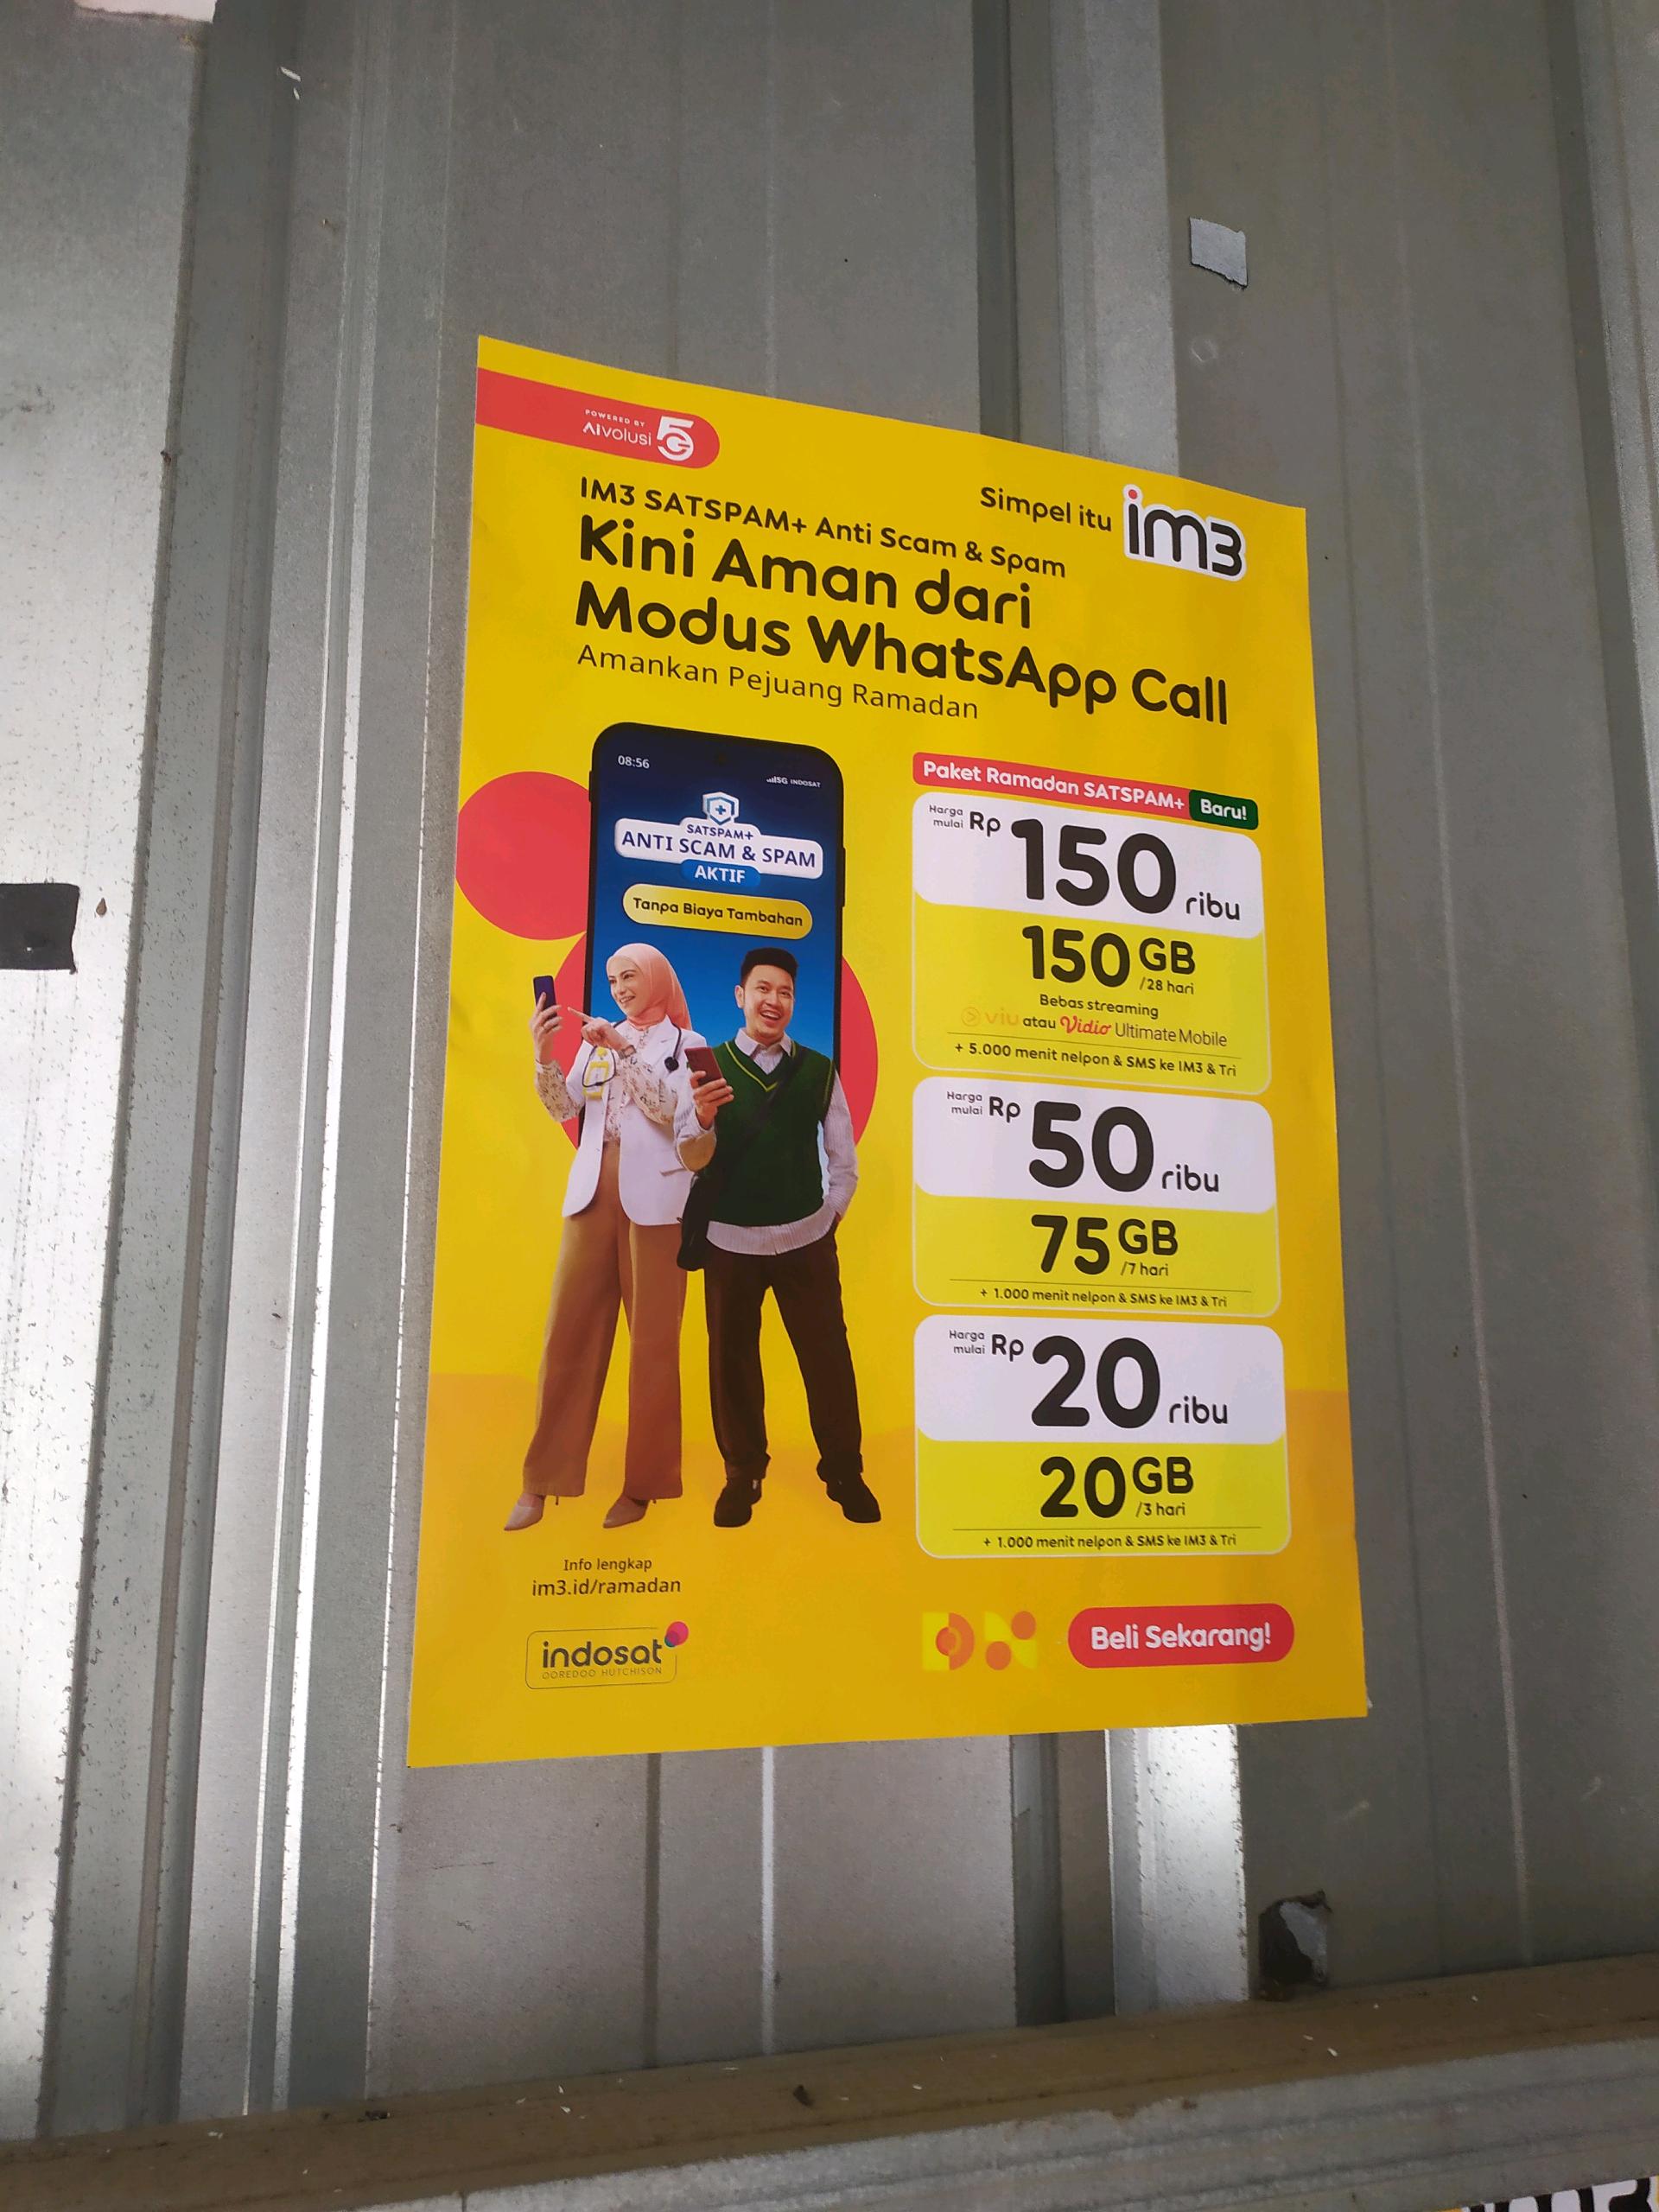 POWERED BY
AIVOLUSI 5G
Simpel itu im3
IM3 SATSPAM+ Anti Scam & Spam
Kini Aman dari
Modus WhatsApp Call
Amankan Pejuang Ramadan
08:56
5G INDOSAT
SATSPAM+
ANTI SCAM & SPAM
AKTIF
Tanpa Biaya Tambahan
Paket Ramadan SATSPAM+ Baru!
Harga mulai Rp 150 ribu
150 GB /28 hari
Bebas streaming
viu atau Vidio Ultimate Mobile
+ 5.000 menit nelpon & SMS ke IM3 & Tri
Harga mulai Rp 50 ribu
75 GB /7 hari
+ 1.000 menit nelpon & SMS ke IM3 & Tri
Harga mulai Rp 20 ribu
20 GB /3 hari
+ 1.000 menit nelpon & SMS ke IM3 & Tri
Info lengkap
im3.id/ramadan
indosat
OOREDOO HUTCHISON
Beli Sekarang!